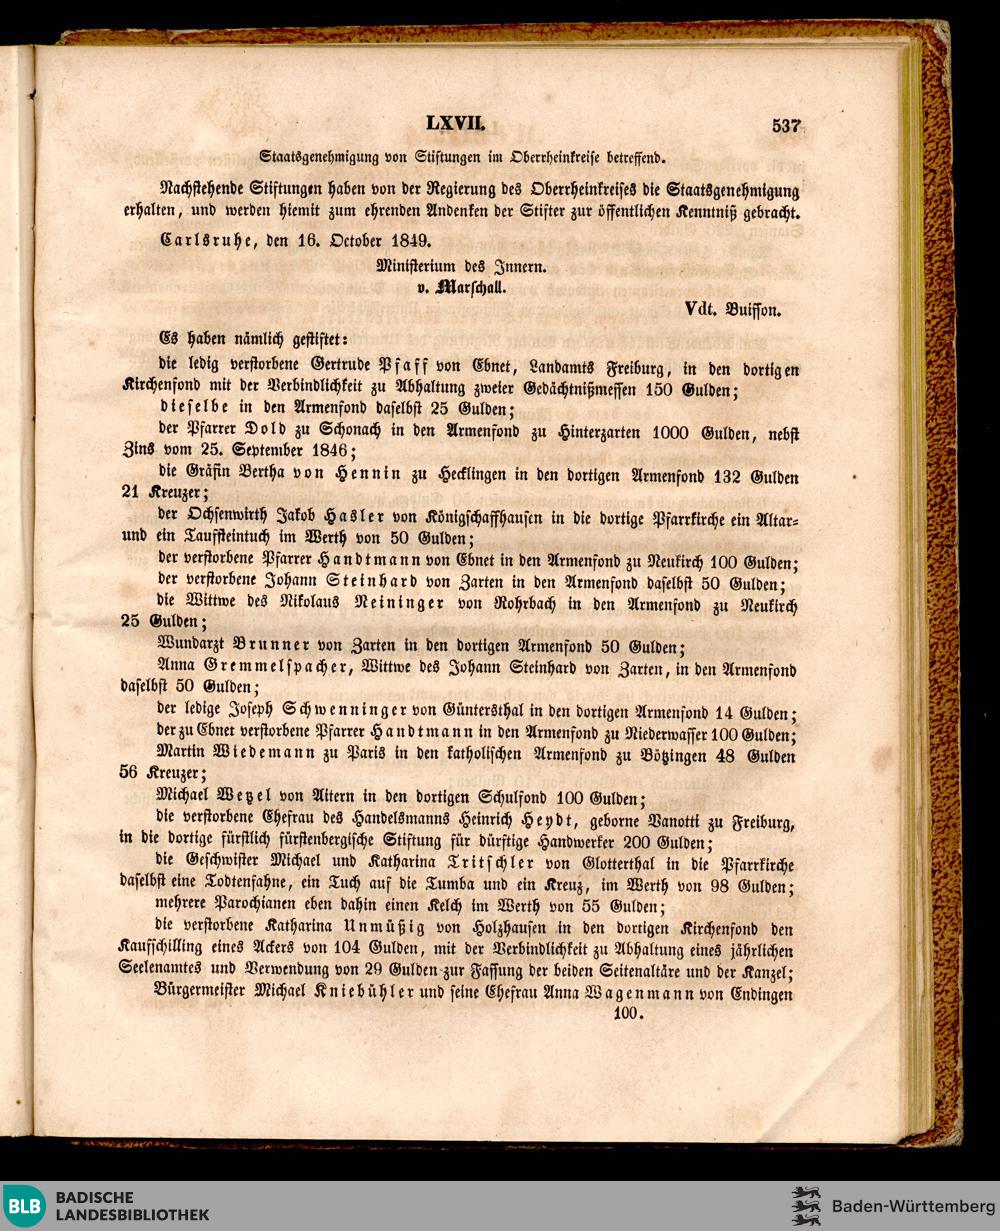 LXVII. 537
Staatsgenehmigung von Stiftungen im Oberrheinkreise betreffend.
Nachstehende Stiftungen haben von der Regierung des Oberrheinkreises die Staatsgenehmigung
erhalten, und werden hiemit zum ehrenden Andenken der Stifter zur öffentlichen Kenntniß gebracht.
Carlsruhe, den 16. October 1849.
Ministerium des Innern.
v. Marschall.
Vdt. Buisson.
Es haben nämlich gestiftet:
die ledig verstorbene Gertrude Pfaff von Ebnet, Landamts Freiburg, in den dortigen
Kirchenfond mit der Verbindlichkeit zu Abhaltung zweier Gedächtnißmessen 150 Gulden;
dieselbe in den Armenfond daselbst 25 Gulden;
der Pfarrer Dold zu Schonach in den Armenfond zu Hinterzarten 1000 Gulden, nebst
Zins vom 25. September 1846;
die Gräfin Bertha von Hennin zu Hecklingen in den dortigen Armenfond 132 Gulden
21 Kreuzer;
der Ochsenwirth Jakob Hasler von Königschaffhausen in die dortige Pfarrkirche ein Altar-
und ein Taufsteintuch im Werth von 50 Gulden;
der verstorbene Pfarrer Handtmann von Ebnet in den Armenfond zu Neukirch 100 Gulden;
der verstorbene Johann Steinhard von Zarten in den Armenfond daselbst 50 Gulden;
die Wittwe des Nikolaus Reininger von Rohrbach in den Armenfond zu Neukirch
25 Gulden;
Wundarzt Brunner von Zarten in den dortigen Armenfond 50 Gulden;
Anna Gremmelspacher, Wittwe des Johann Steinhard von Zarten, in den Armenfond
daselbst 50 Gulden;
der ledige Joseph Schwenninger von Güntersthal in den dortigen Armenfond 14 Gulden;
der zu Ebnet verstorbene Pfarrer Handtmann in den Armenfond zu Niederwasser 100 Gulden;
Martin Wiedemann zu Paris in den katholischen Armenfond zu Bötzingen 48 Gulden
56 Kreuzer;
Michael Wetzel von Aitern in den dortigen Schulfond 100 Gulden;
die verstorbene Ehefrau des Handelsmanns Heinrich Heydt, geborne Vanotti zu Freiburg,
in die dortige fürstlich fürstenbergische Stiftung für dürftige Handwerker 200 Gulden;
die Geschwister Michael und Katharina Tritschler von Glotterthal in die Pfarrkirche
daselbst eine Todtenfahne, ein Tuch auf die Tumba und ein Kreuz, im Werth von 98 Gulden;
mehrere Parochianen eben dahin einen Kelch im Werth von 55 Gulden;
die verstorbene Katharina Unmüßig von Holzhausen in den dortigen Kirchenfond den
Kaufschilling eines Ackers von 104 Gulden, mit der Verbindlichkeit zu Abhaltung eines jährlichen
Seelenamtes und Verwendung von 29 Gulden zur Fassung der beiden Seitenaltäre und der Kanzel;
Bürgermeister Michael Kniebühler und seine Ehefrau Anna Wagenmann von Endingen
100.
BLB BADISCHE
LANDESBIBLIOTHEK
Baden-Württemberg